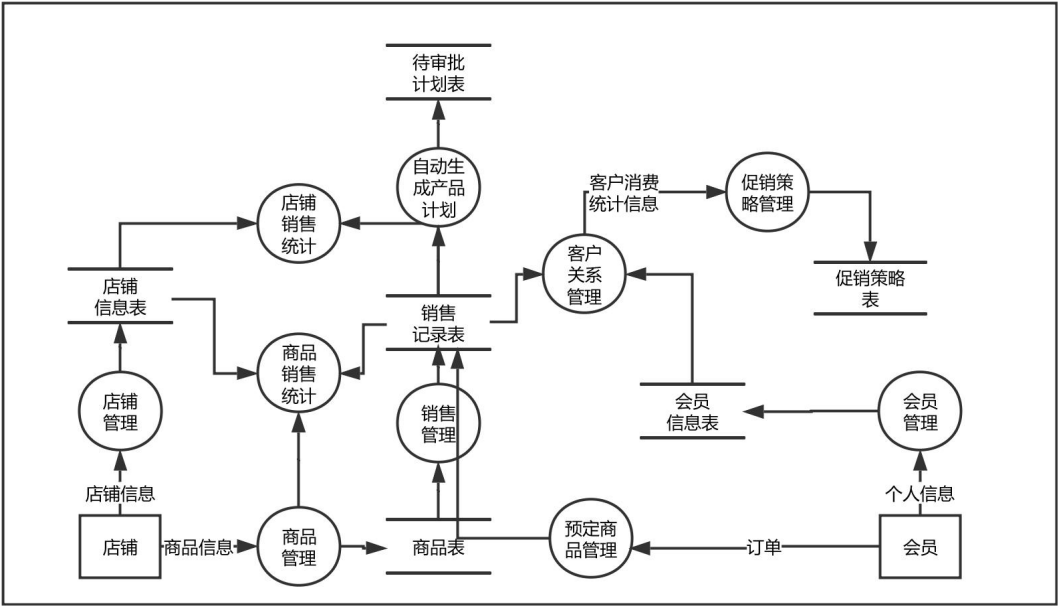 待审批
计划表
自动生
成产品
计划
店铺
销售
统计
客户消费
统计信息
促销策
略管理
客户
关系
管理
店铺
信息表
促销策略
表
销售
记录表
商品
销售
统计
店铺
管理
销售
管理
会员
信息表
会员
管理
店铺信息
个人信息
店铺
商品信息
商品
管理
商品表
预定商
品管理
订单
会员